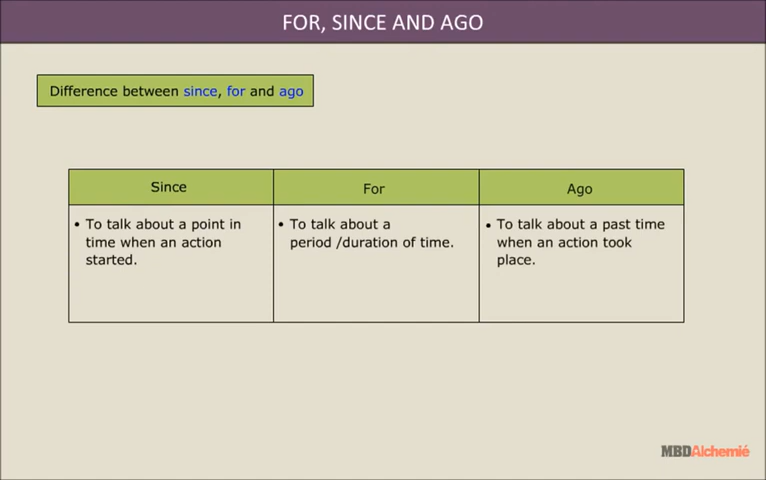 FOR, SINCE AND AGO
Difference between since, for and ago
Since
For
Ago
• To talk about a point in
time when an action
started.
• To talk about a
period /duration of time.
• To talk about a past time
when an action took
place.
MBDAlchemié